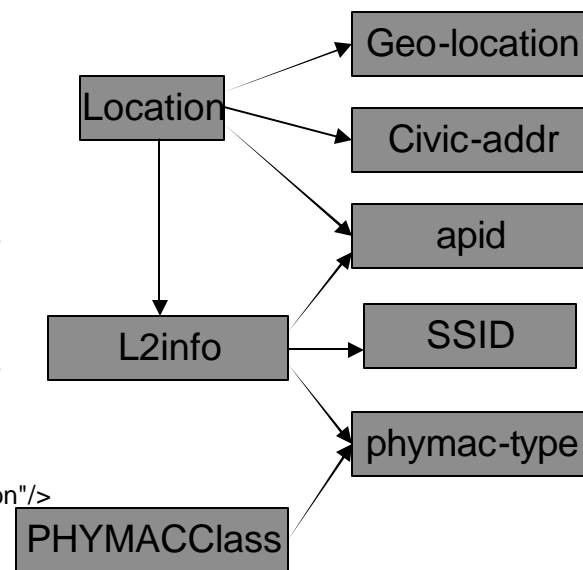 Geo-location
Location
Civic-addr
apid
L2info
SSID
phymac-type
on"/>
PHYMACClass